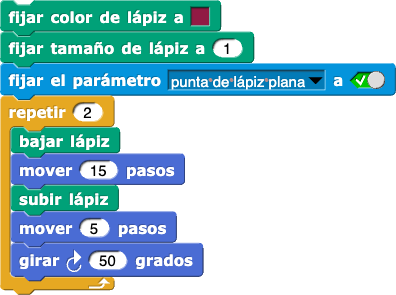 fijar color de lápiz a
fijar tamaño de lápiz a 1
fijar el parámetro punta de lápiz plana a
repetir 2
bajar lápiz
mover 15 pasos
subir lápiz
mover 5 pasos
girar 50 grados